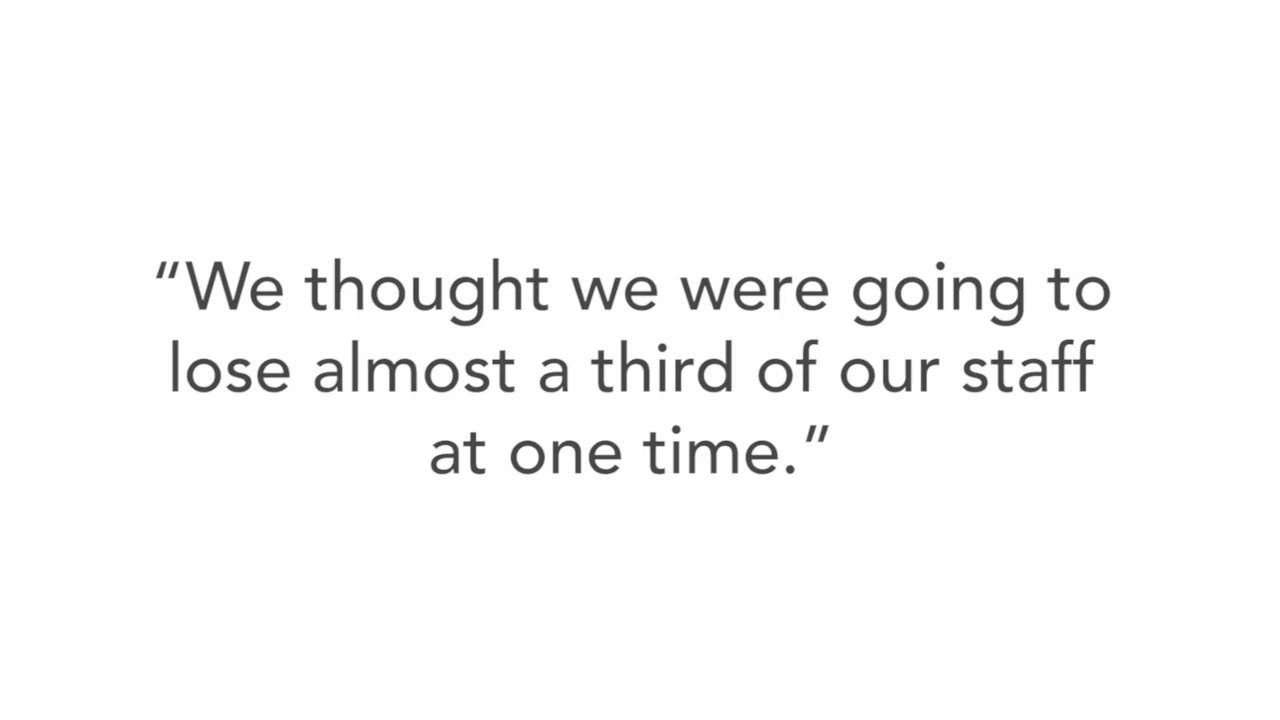 “We thought we were going to
lose almost a third of our staff
at one time.”